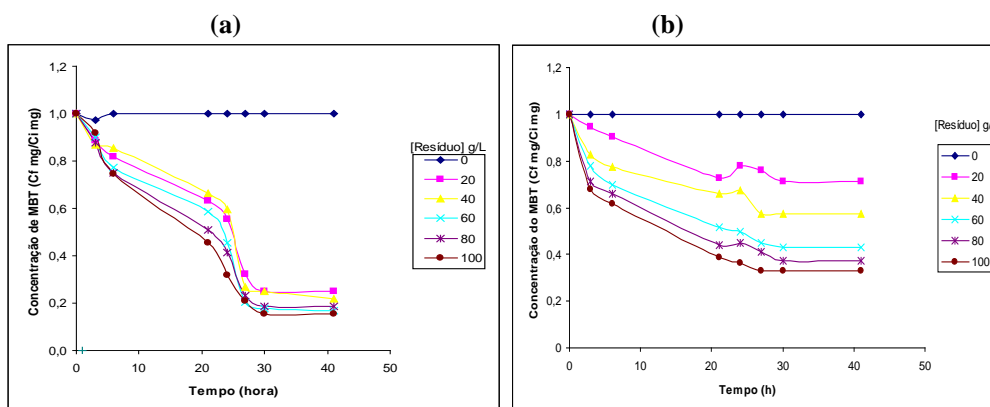 (a)
Concentração de MBT (Cf mg/Ci mg)
1,2
1,0
0,8
0,6
0,4
0,2
0,0
0 10 20 30 40 50
Tempo (hora)
[Resíduo] g/L
0
20
40
60
80
100
(b)
Concentração do MBT (Cf mg/Ci mg)
1,2
1
0,8
0,6
0,4
0,2
0
0 10 20 30 40 50
Tempo (h)
[Resíduo] g/
0
20
40
60
80
100